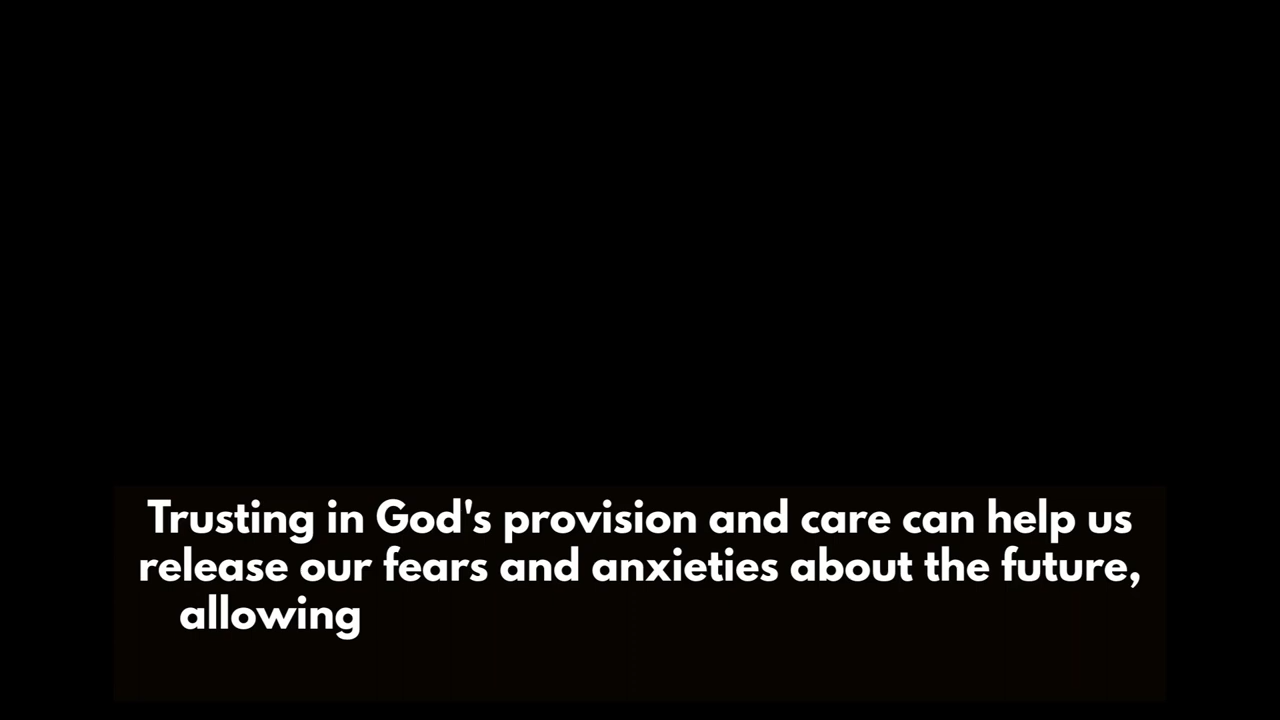 Trusting in God's provision and care can help us
release our fears and anxieties about the future,
allowing